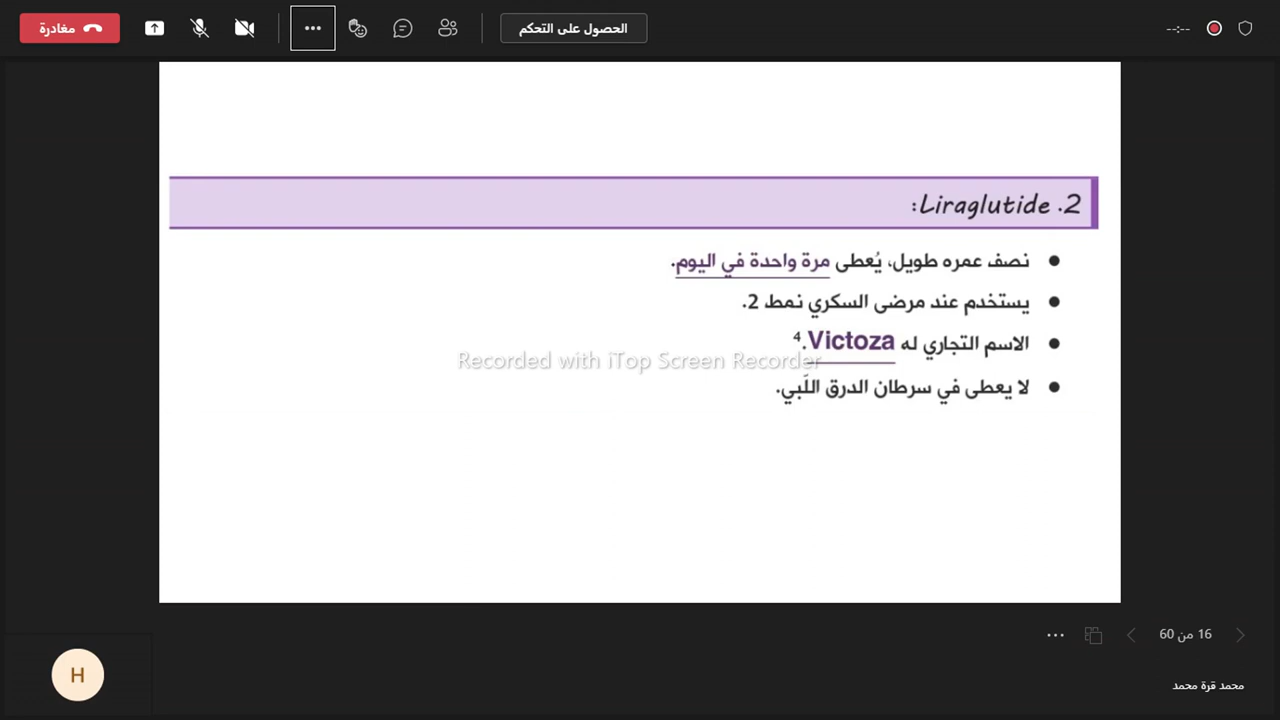 مغادرة
الحصول على التحكم
--:--
2. Liraglutide:
نصف عمره طويل، يُعطى مرة واحدة في اليوم.
يستخدم عند مرضى السكري نمط 2.
الاسم التجاري له Victoza.⁴
Recorded with iTop Screen Recorder
لا يعطى في سرطان الدرق اللّبي.
16 من 60
H
محمد قرة محمد